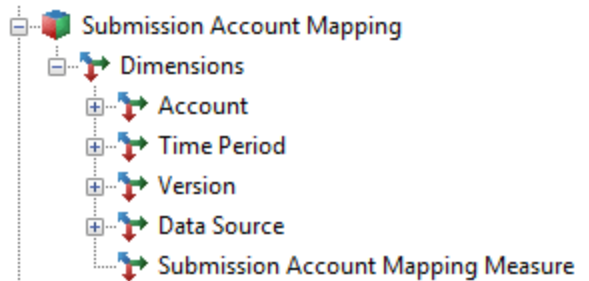 Submission Account Mapping
Dimensions
Account
Time Period
Version
Data Source
Submission Account Mapping Measure